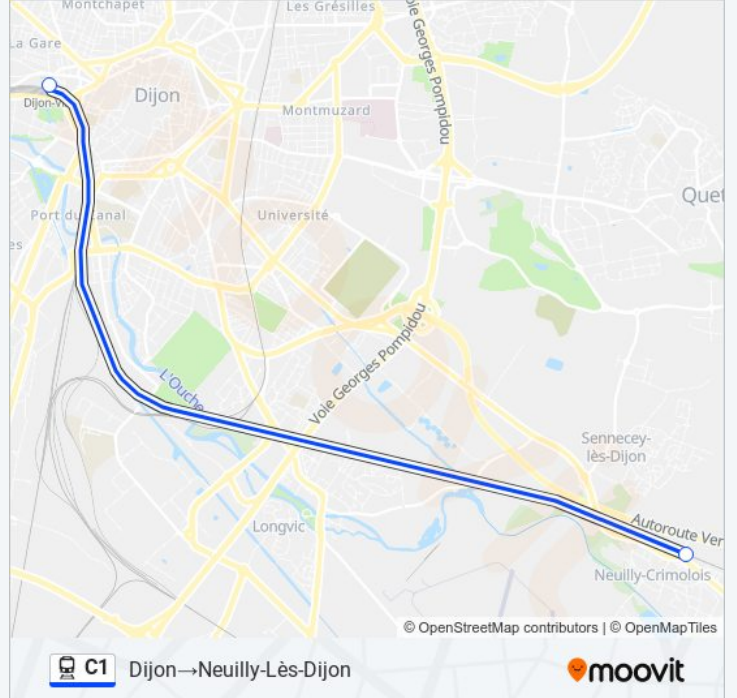 Montchapet
Les Grésilles
La Gare
Dijon
Voie Georges Pompidou
Montmuzard
Quet
Port du Canal
Université
Voie Georges Pompidou
L'Ouche
Sennecey-
lès-Dijon
Longvic
Autoroute Ver
Neuilly-Crimolois
© OpenStreetMap contributors | © OpenMapTiles
C1 Dijon→Neuilly-Lès-Dijon
moovit